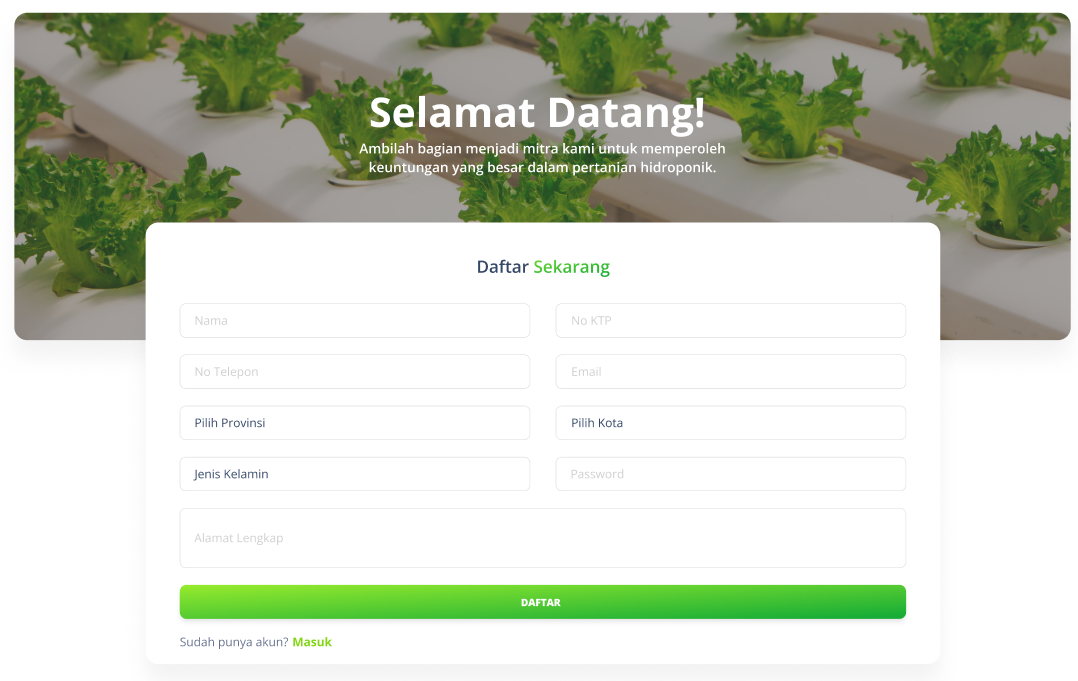 Selamat Datang!
Ambilah bagian menjadi mitra kami untuk memperoleh
keuntungan yang besar dalam pertanian hidroponik.
Daftar Sekarang
Nama
No KTP
No Telepon
Email
Pilih Provinsi
Pilih Kota
Jenis Kelamin
Password
Alamat Lengkap
DAFTAR
Sudah punya akun? Masuk